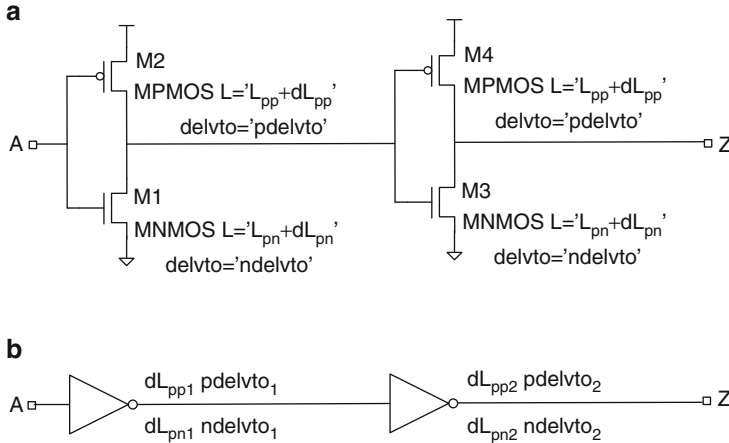 a
M2
MPMOS L='Lpp+dLpp'
delvto='pdelvto'
M4
MPMOS L='Lpp+dLpp'
delvto='pdelvto'
A
Z
M1
MNMOS L='Lpn+dLpn'
delvto='ndelvto'
M3
MNMOS L='Lpn+dLpn'
delvto='ndelvto'
b
A
dLpp1 pdelvto1
dLpn1 ndelvto1
dLpp2 pdelvto2
dLpn2 ndelvto2
Z